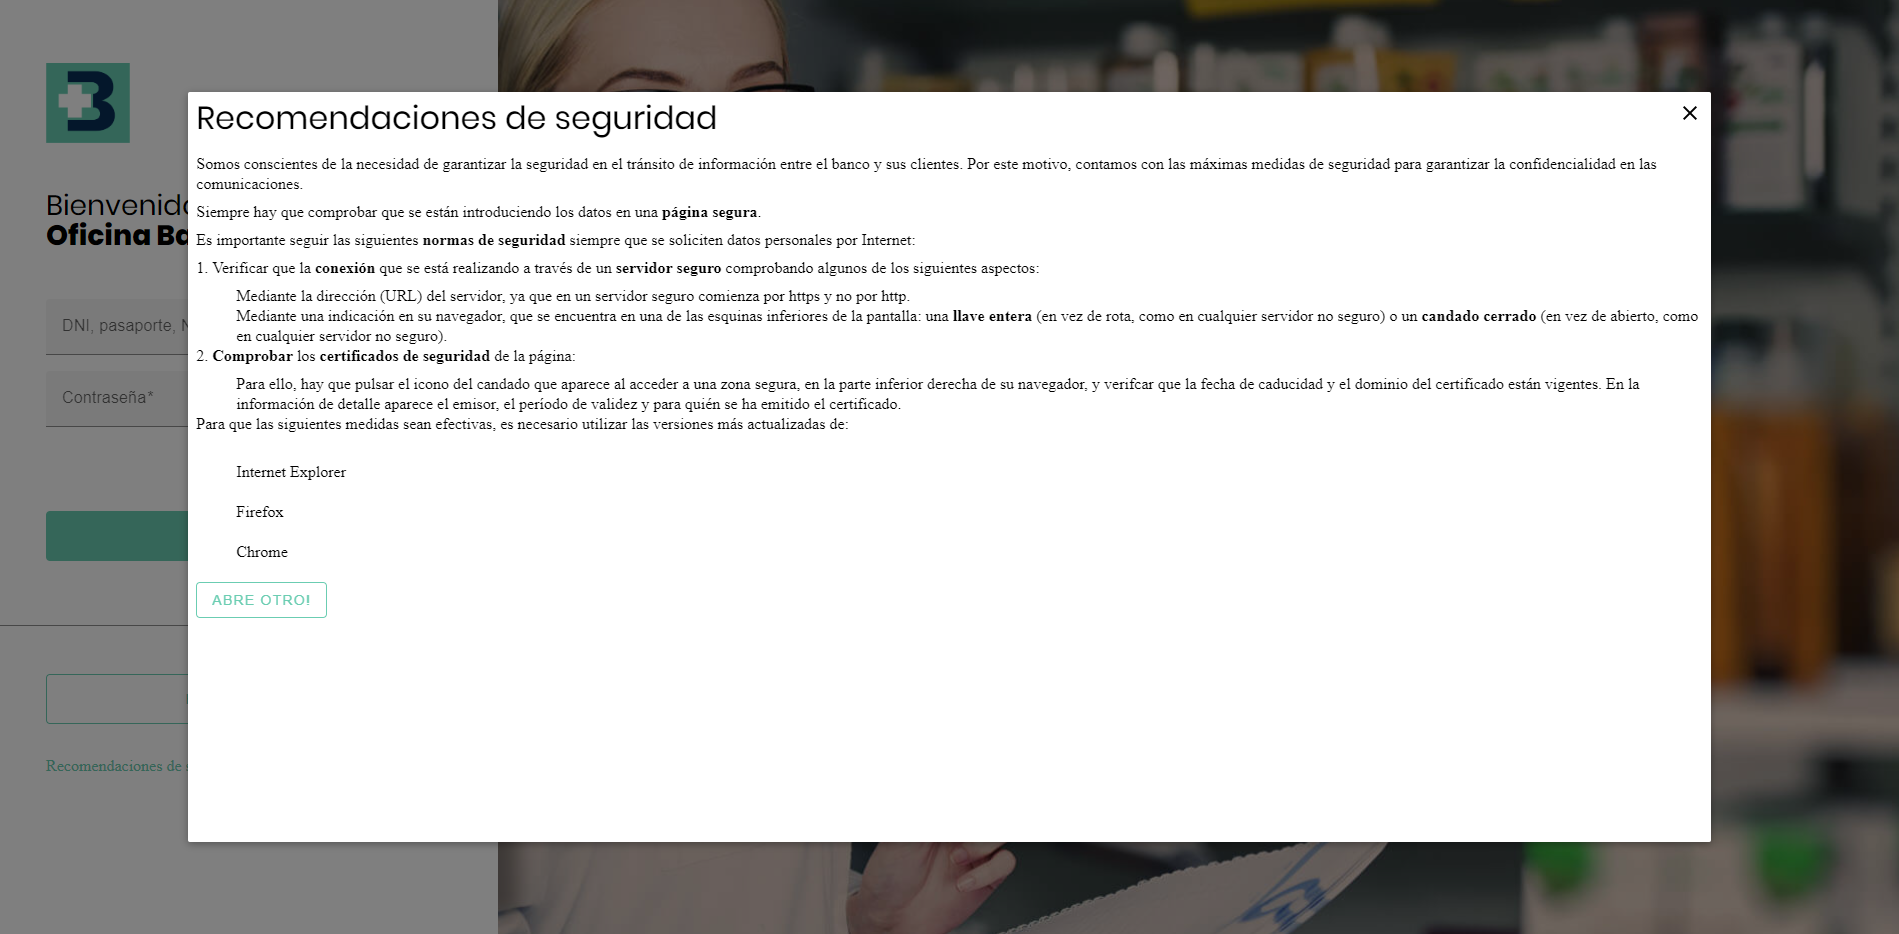 Recomendaciones de seguridad
Somos conscientes de la necesidad de garantizar la seguridad en el tránsito de información entre el banco y sus clientes. Por este motivo, contamos con las máximas medidas de seguridad para garantizar la confidencialidad en las
comunicaciones.
Siempre hay que comprobar que se están introduciendo los datos en una página segura.
Es importante seguir las siguientes normas de seguridad siempre que se soliciten datos personales por Internet:
1. Verificar que la conexión que se está realizando a través de un servidor seguro comprobando algunos de los siguientes aspectos:
Mediante la dirección (URL) del servidor, ya que en un servidor seguro comienza por https y no por http.
Mediante una indicación en su navegador, que se encuentra en una de las esquinas inferiores de la pantalla: una llave entera (en vez de rota, como en cualquier servidor no seguro) o un candado cerrado (en vez de abierto, como
en cualquier servidor no seguro).
2. Comprobar los certificados de seguridad de la página:
Para ello, hay que pulsar el icono del candado que aparece al acceder a una zona segura, en la parte inferior derecha de su navegador, y verifcar que la fecha de caducidad y el dominio del certificado están vigentes. En la
información de detalle aparece el emisor, el período de validez y para quién se ha emitido el certificado.
Para que las siguientes medidas sean efectivas, es necesario utilizar las versiones más actualizadas de:
Internet Explorer
Firefox
Chrome
ABRE OTRO!
B
Bienvenido
Oficina Ba
DNI, pasaporte, N
Contraseña*
Recomendaciones de s